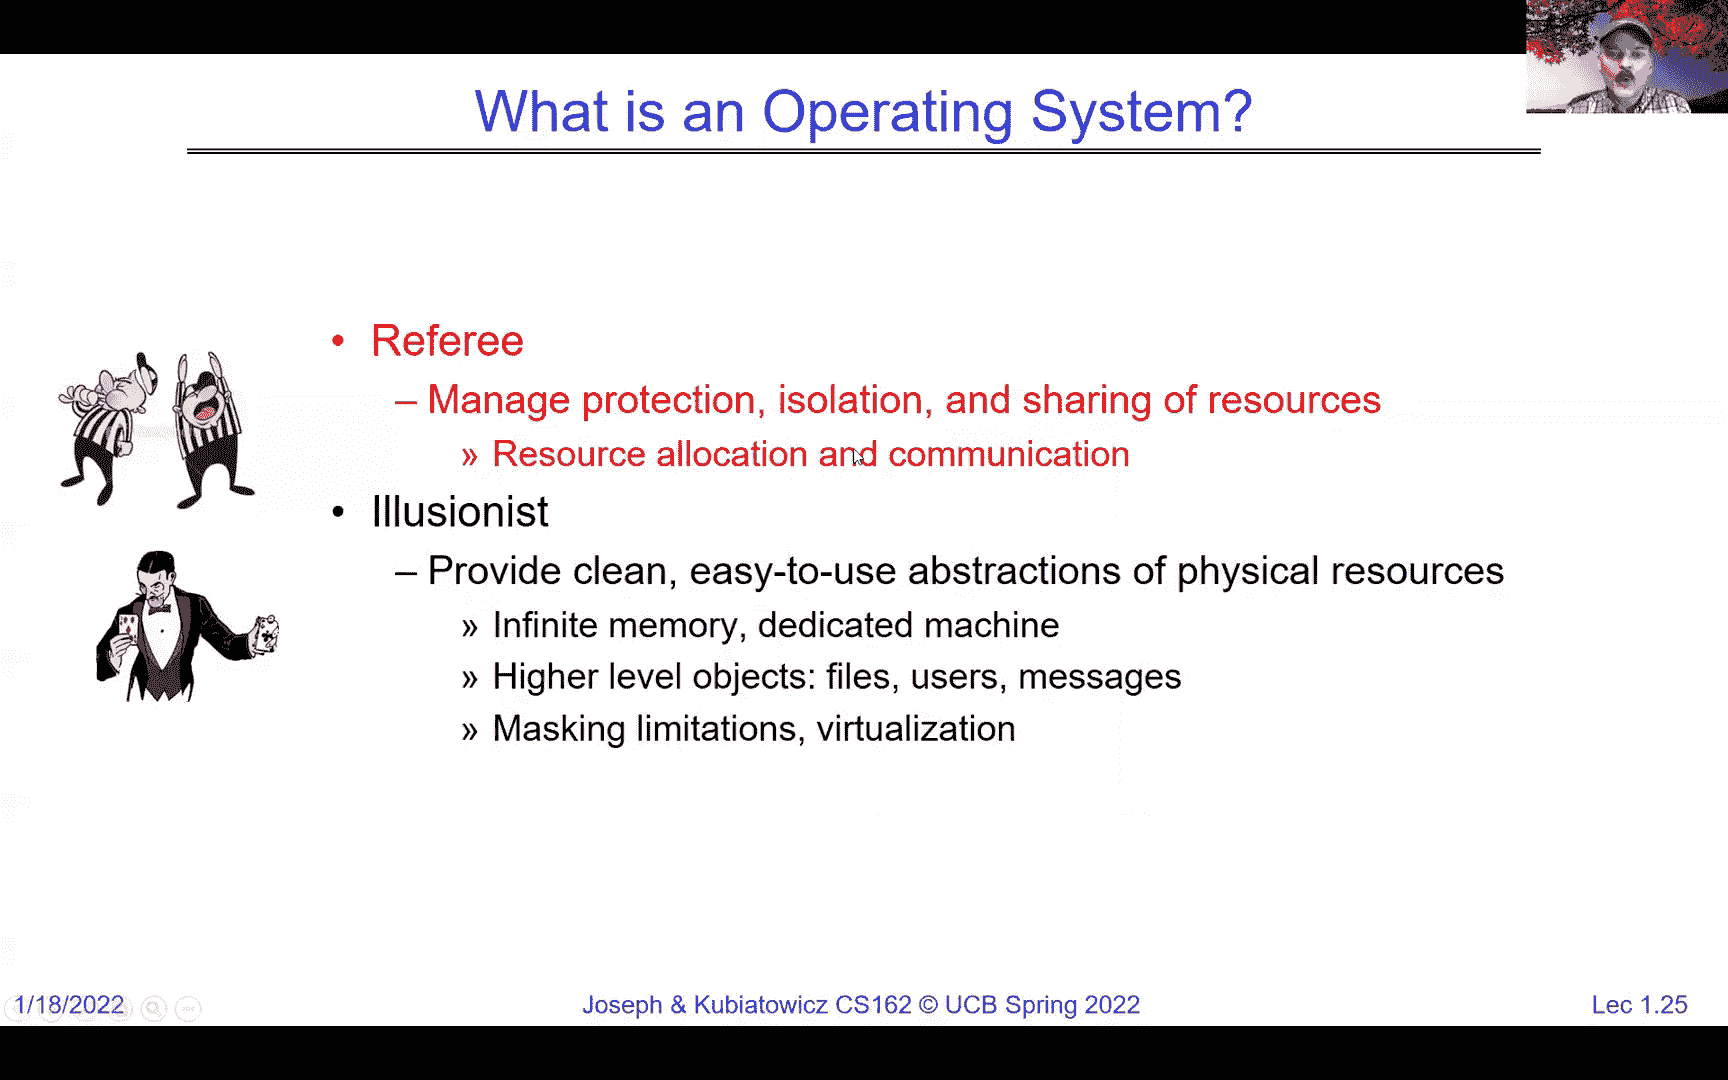 What is an Operating System?
• Referee
– Manage protection, isolation, and sharing of resources
» Resource allocation and communication
• Illusionist
– Provide clean, easy-to-use abstractions of physical resources
» Infinite memory, dedicated machine
» Higher level objects: files, users, messages
» Masking limitations, virtualization
1/18/2022
Joseph & Kubiatowicz CS162 © UCB Spring 2022
Lec 1.25